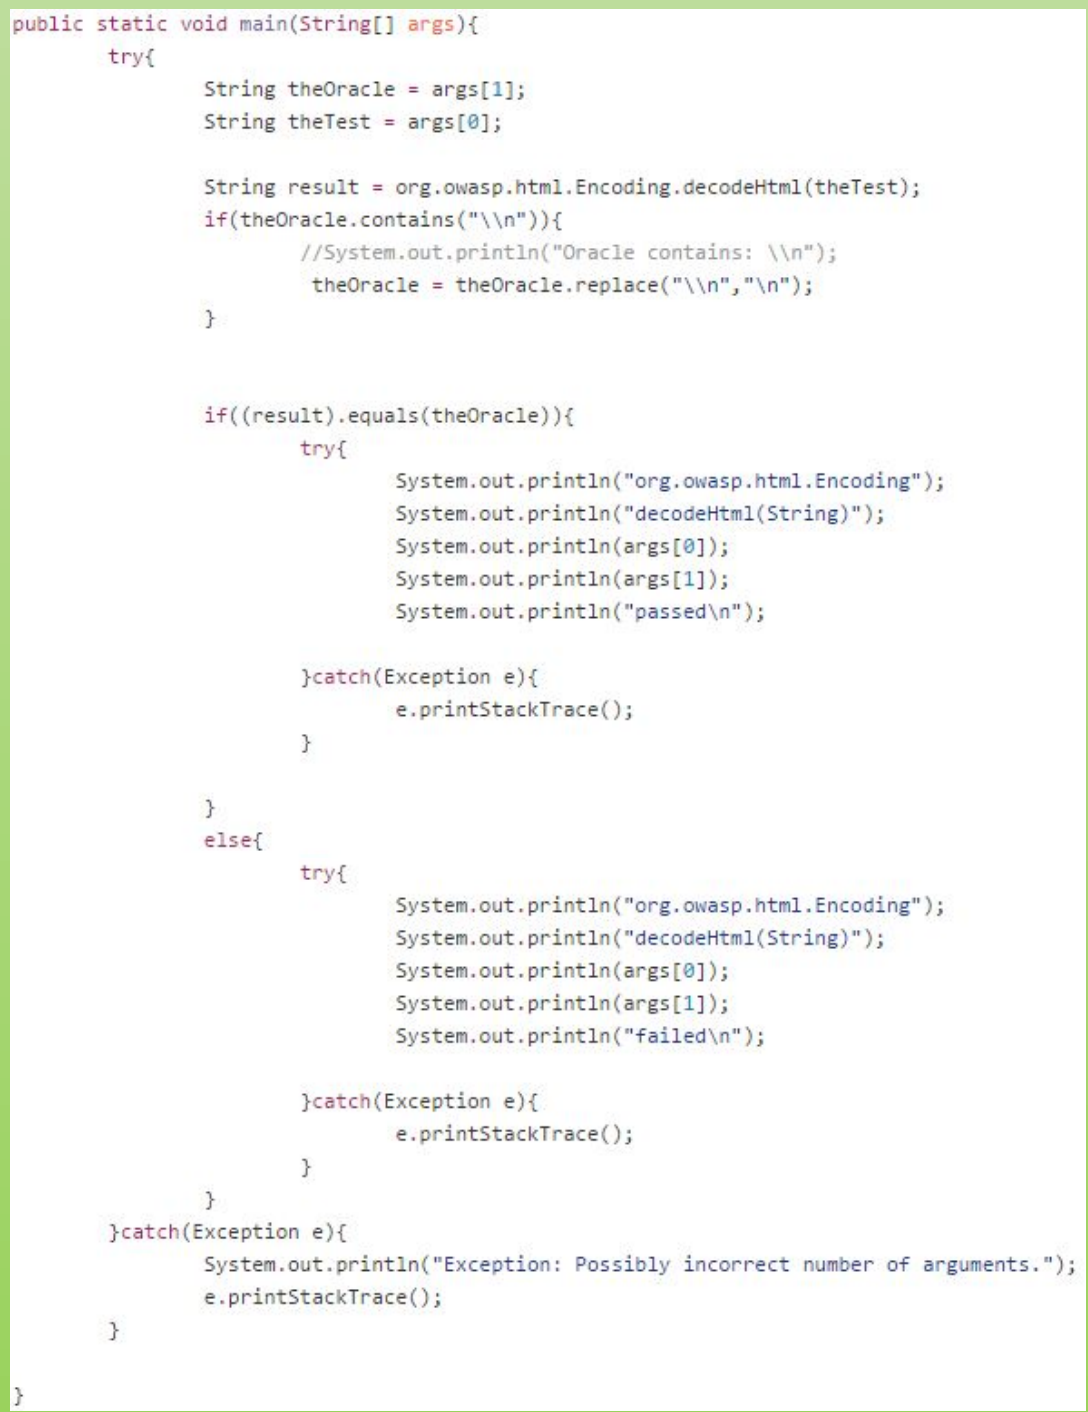 public static void main(String[] args){
try{
String theOracle = args[1];
String theTest = args[0];
String result = org.owasp.html.Encoding.decodeHtml(theTest);
if(theOracle.contains("\\n")){
//System.out.println("Oracle contains: \\n");
theOracle = theOracle.replace("\\n","\n");
}
if((result).equals(theOracle)){
try{
System.out.println("org.owasp.html.Encoding");
System.out.println("decodeHtml(String)");
System.out.println(args[0]);
System.out.println(args[1]);
System.out.println("passed\n");
}catch(Exception e){
e.printStackTrace();
}
}
else{
try{
System.out.println("org.owasp.html.Encoding");
System.out.println("decodeHtml(String)");
System.out.println(args[0]);
System.out.println(args[1]);
System.out.println("failed\n");
}catch(Exception e){
e.printStackTrace();
}
}
}catch(Exception e){
System.out.println("Exception: Possibly incorrect number of arguments.");
e.printStackTrace();
}
}